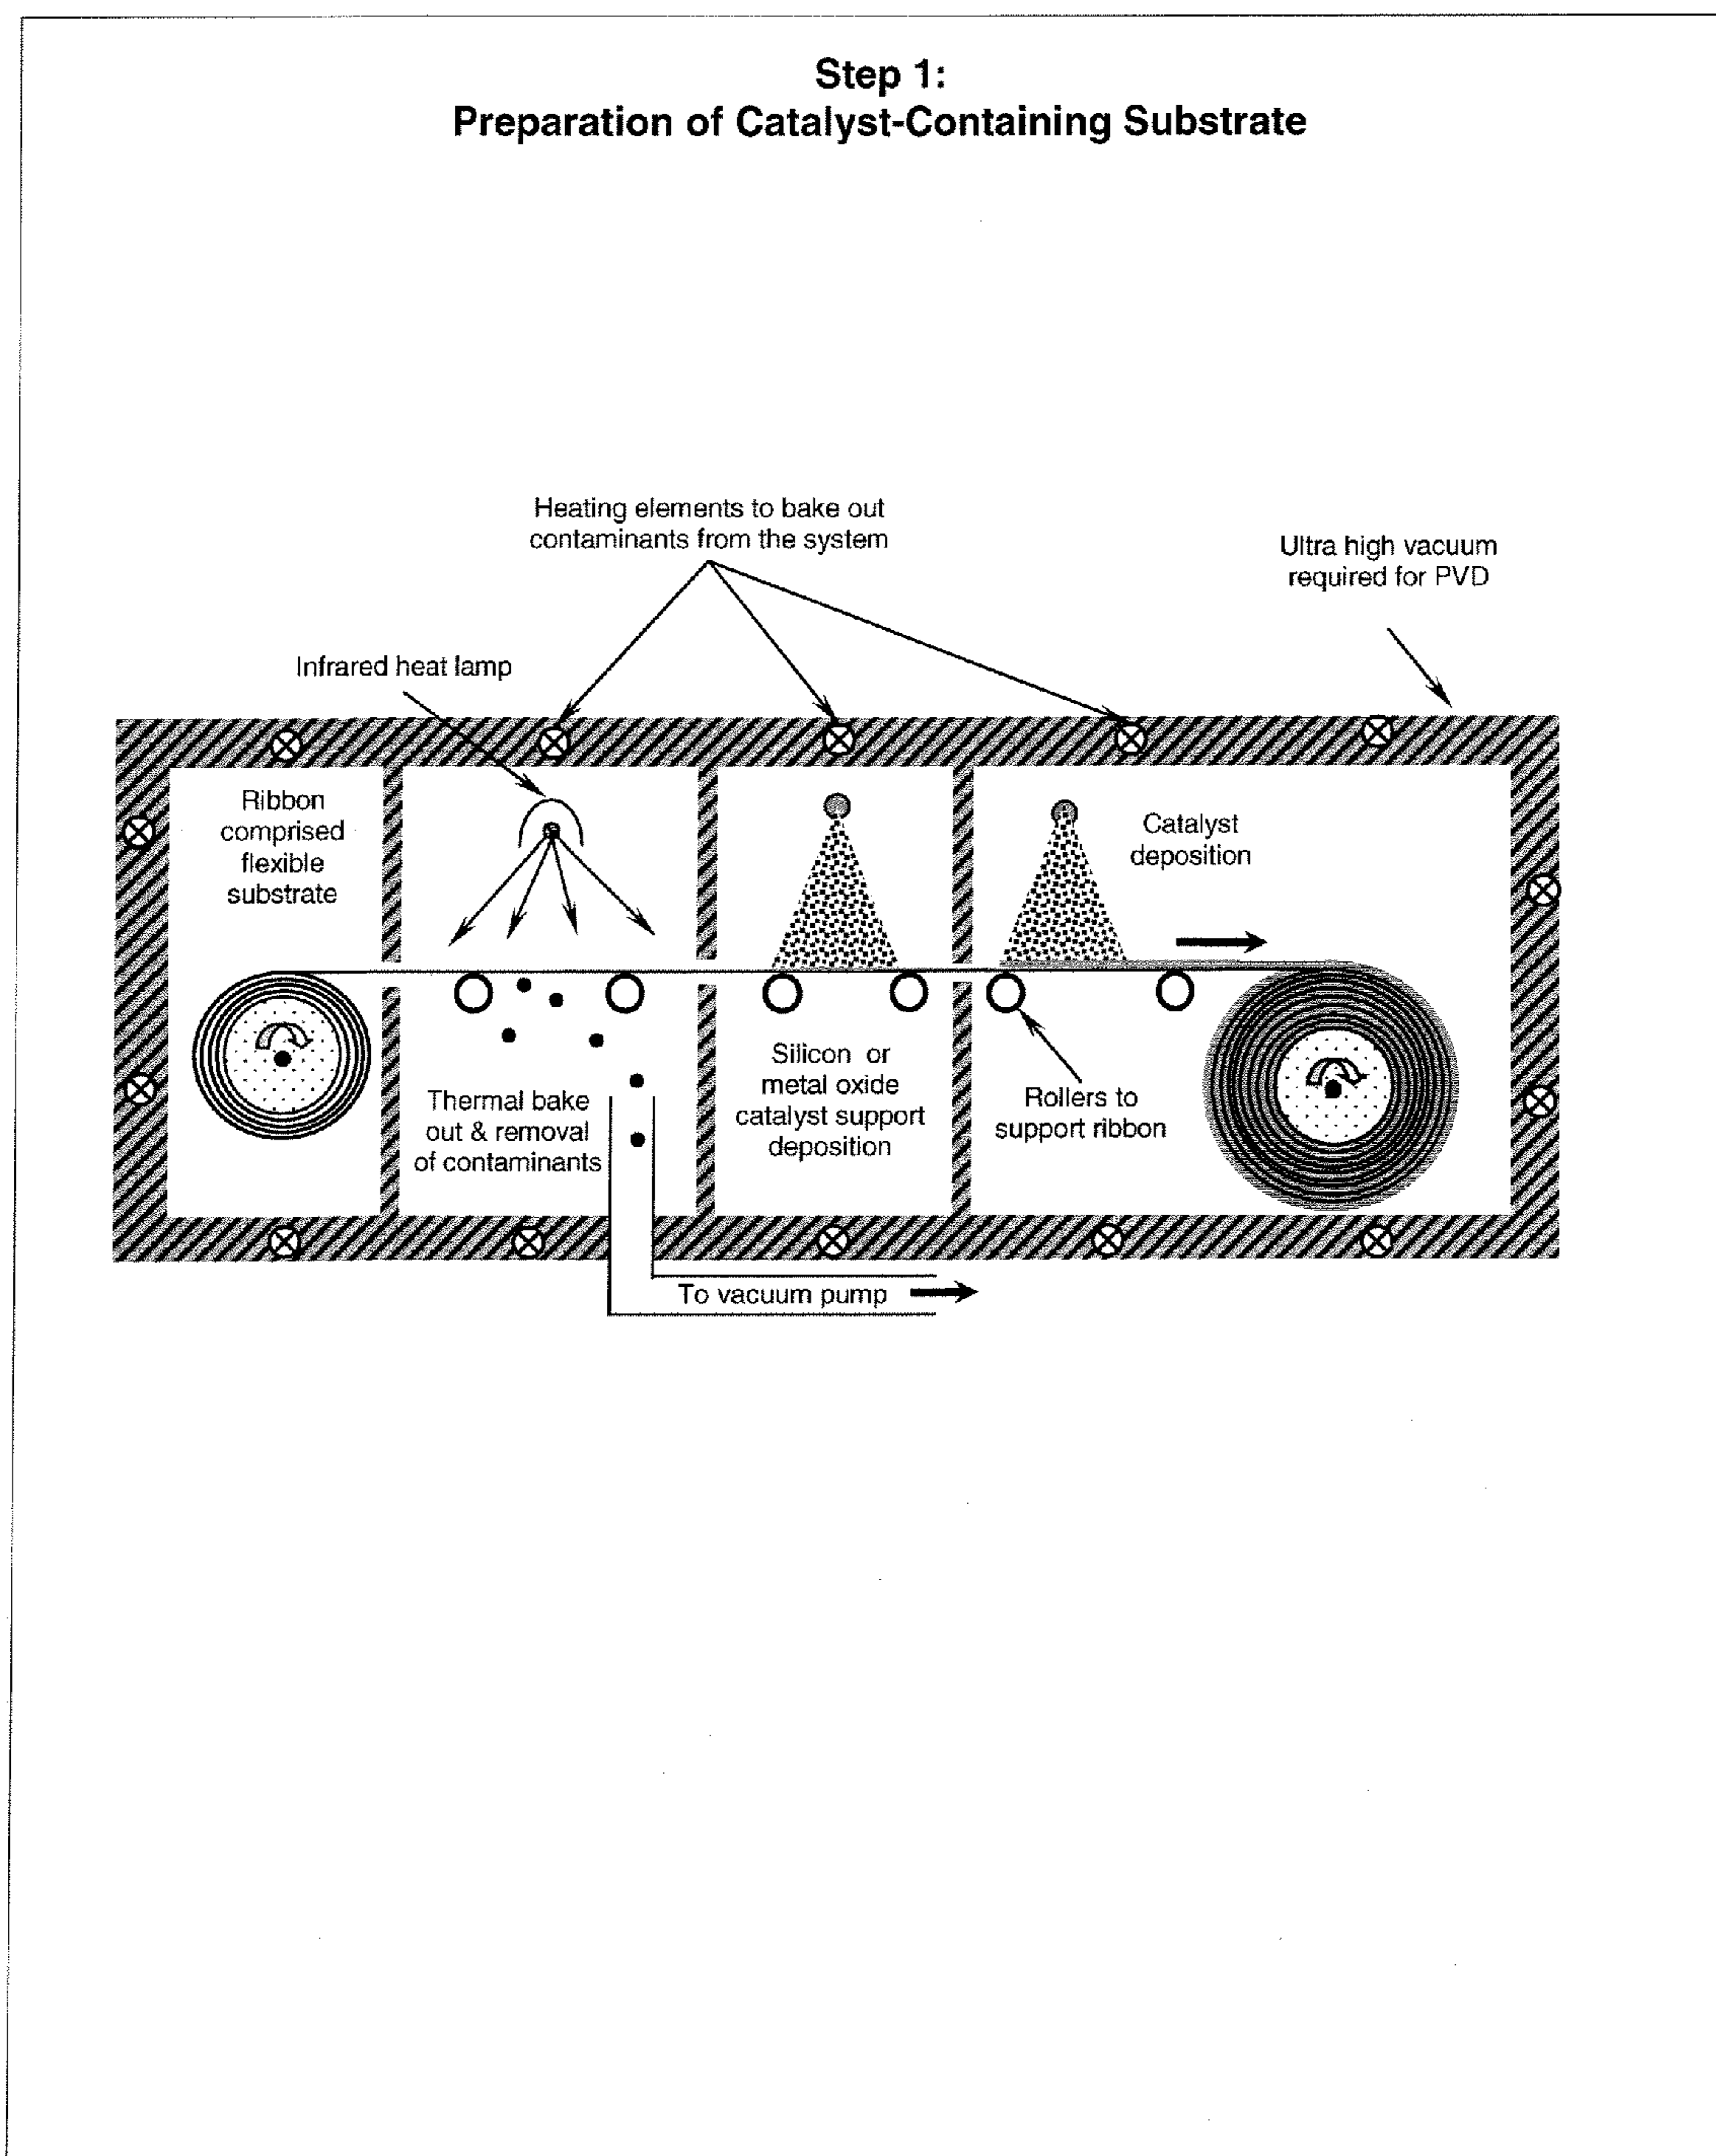 Step 1:
Preparation of Catalyst-Containing Substrate
Heating elements to bake out
contaminants from the system
Ultra high vacuum
required for PVD
Infrared heat lamp
Ribbon
comprised
flexible
substrate
Catalyst
deposition
Thermal bake
out & removal
of contaminants
Silicon or
metal oxide
catalyst support
deposition
Rollers to
support ribbon
To vacuum pump